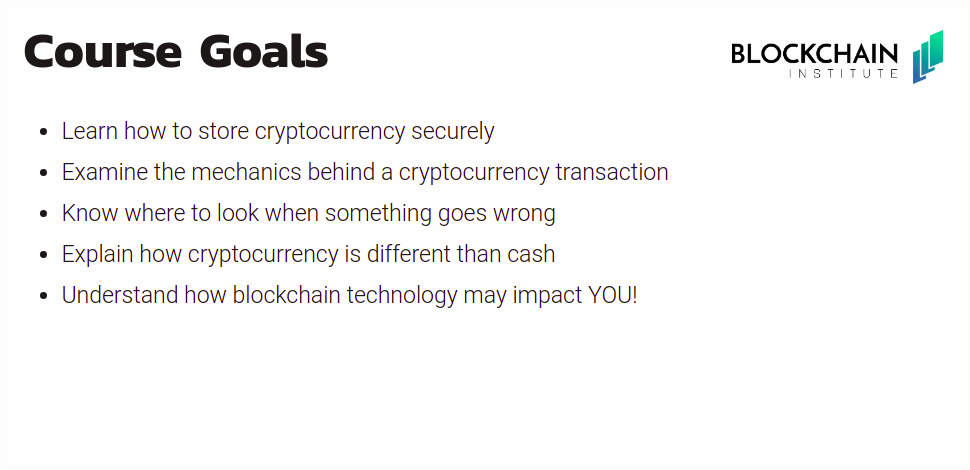 Course Goals
BLOCKCHAIN
INSTITUTE
• Learn how to store cryptocurrency securely
• Examine the mechanics behind a cryptocurrency transaction
• Know where to look when something goes wrong
• Explain how cryptocurrency is different than cash
• Understand how blockchain technology may impact YOU!